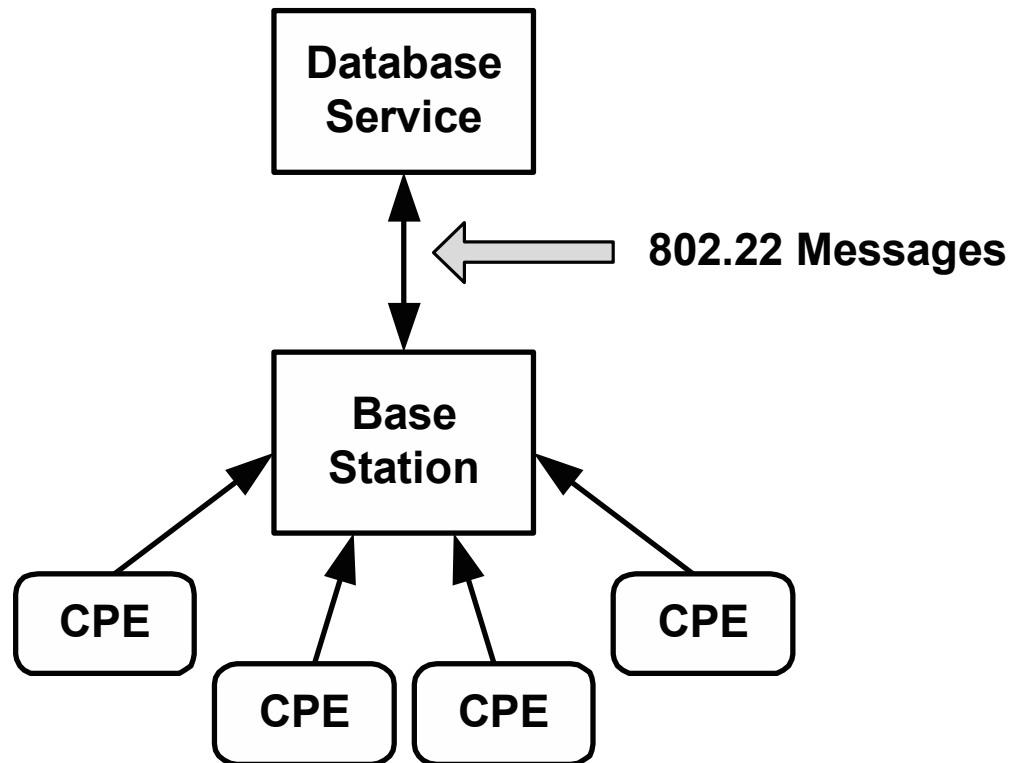 Database
Service
802.22 Messages
Base
Station
CPE
CPE
CPE
CPE